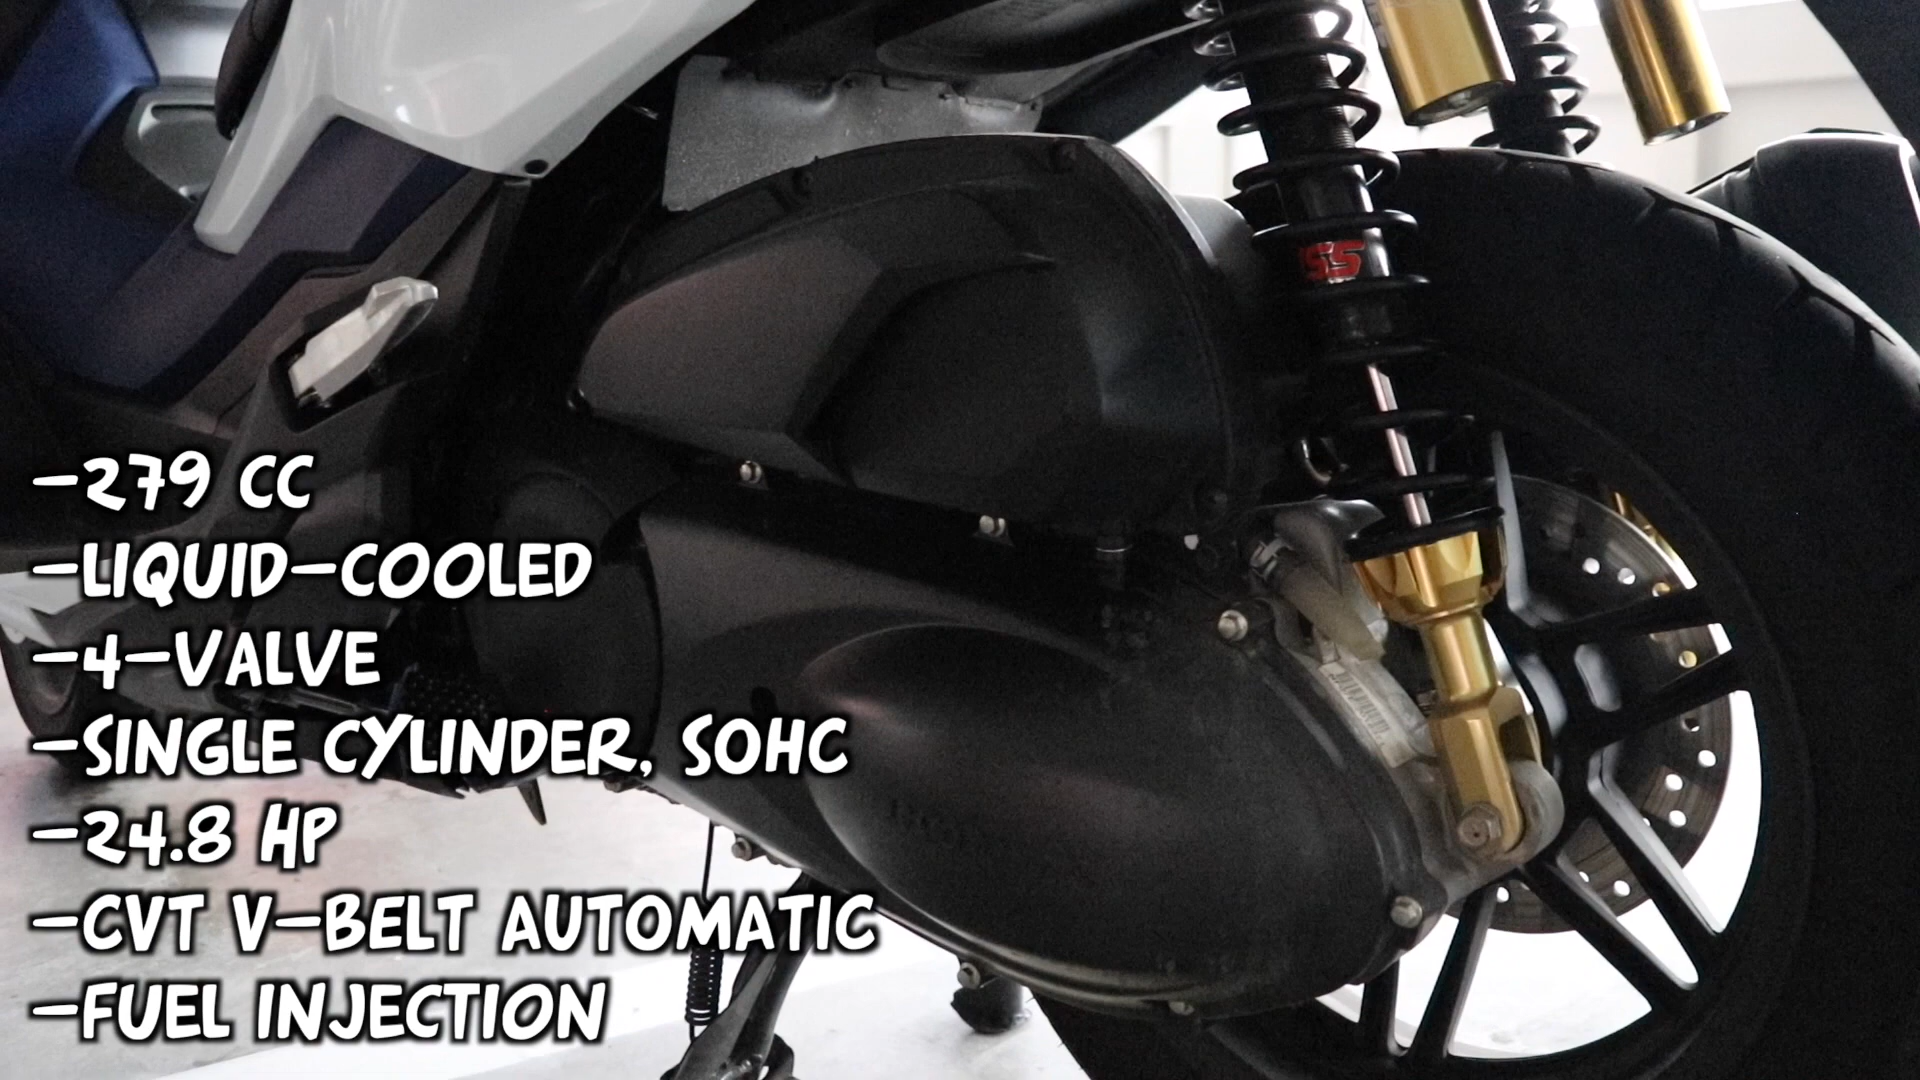 -279 CC
-LIQUID-COOLED
-4-VALVE
-SINGLE CYLINDER, SOHC
-24.8 HP
-CVT V-BELT AUTOMATIC
-FUEL INJECTION